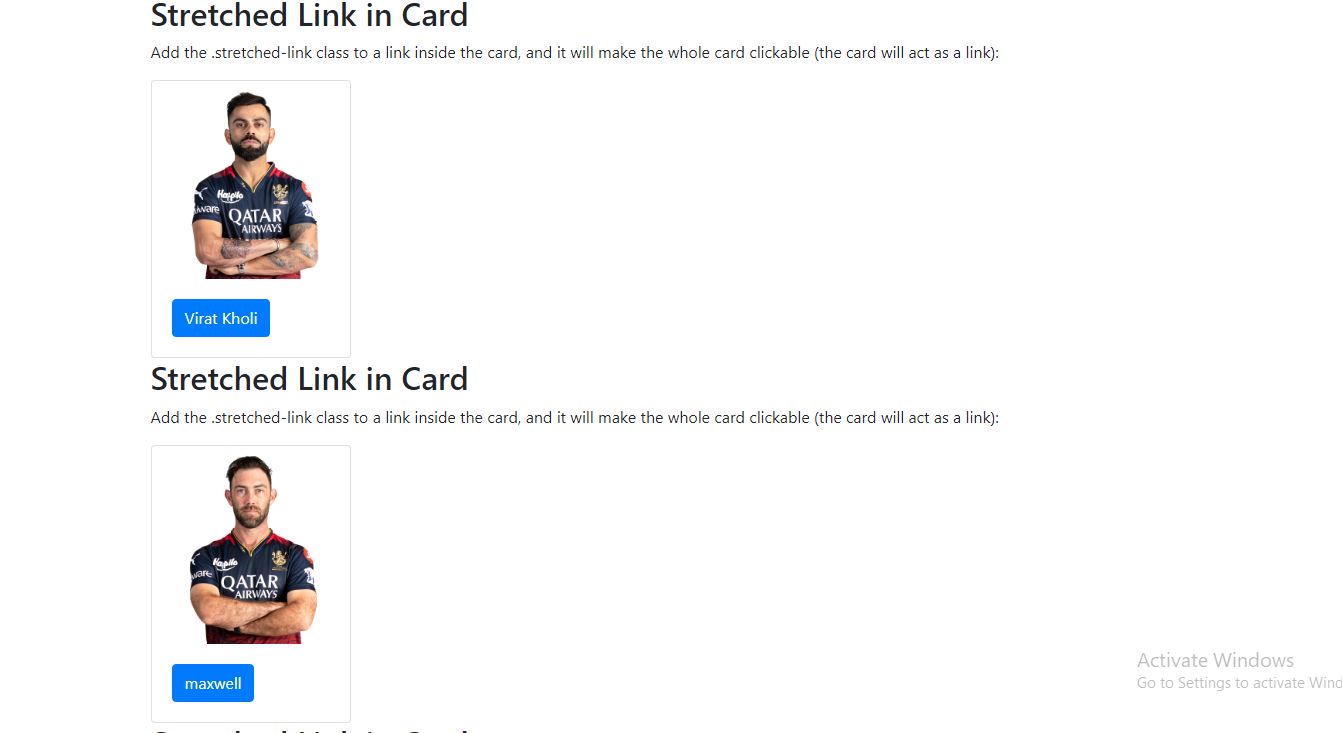 Stretched Link in Card
Add the .stretched-link class to a link inside the card, and it will make the whole card clickable (the card will act as a link):
QATAR
AIRWAYS
Virat Kholi
Stretched Link in Card
Add the .stretched-link class to a link inside the card, and it will make the whole card clickable (the card will act as a link):
QATAR
AIRWAYS
maxwell
Activate Windows
Go to Settings to activate Wind